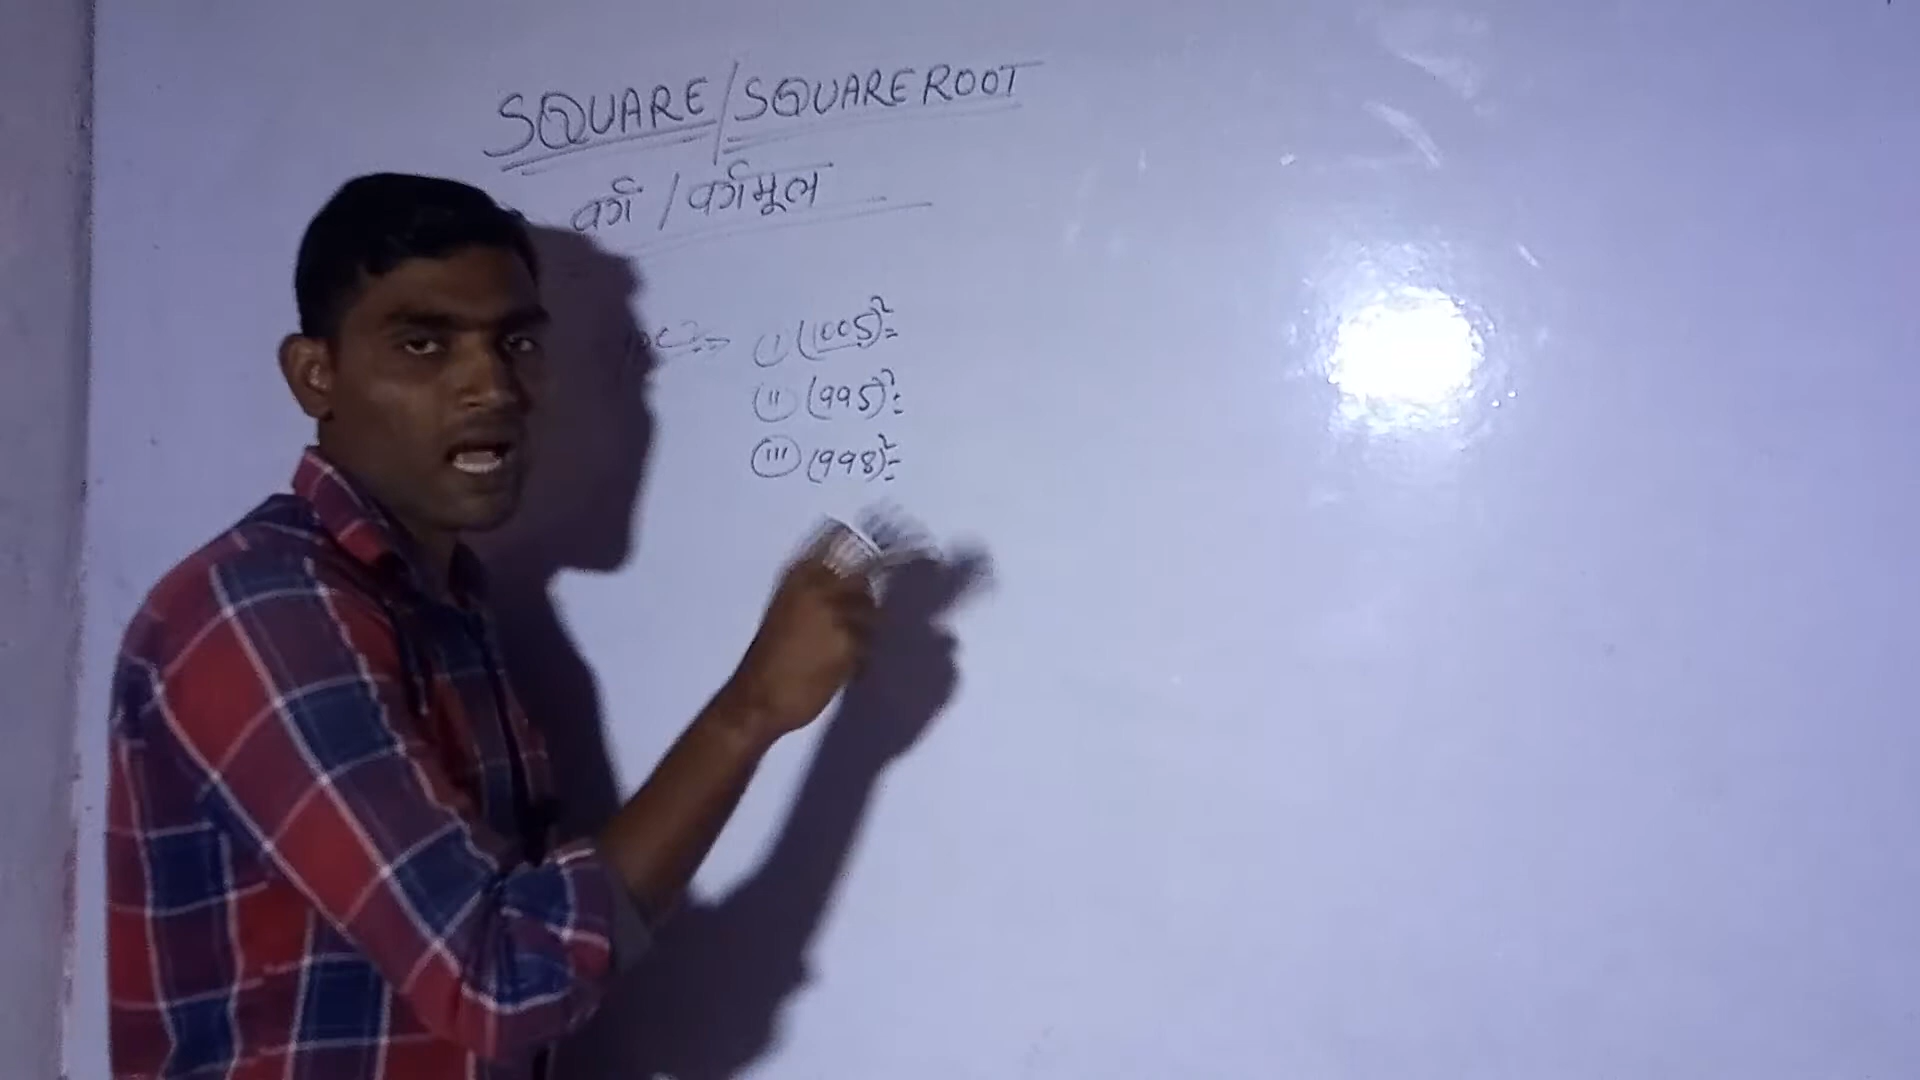 SQUARE/SQUARE ROOT
वर्ग / वर्गमूल
(i) (1005)²=
(ii) (995)²=
(iii) (998)²=